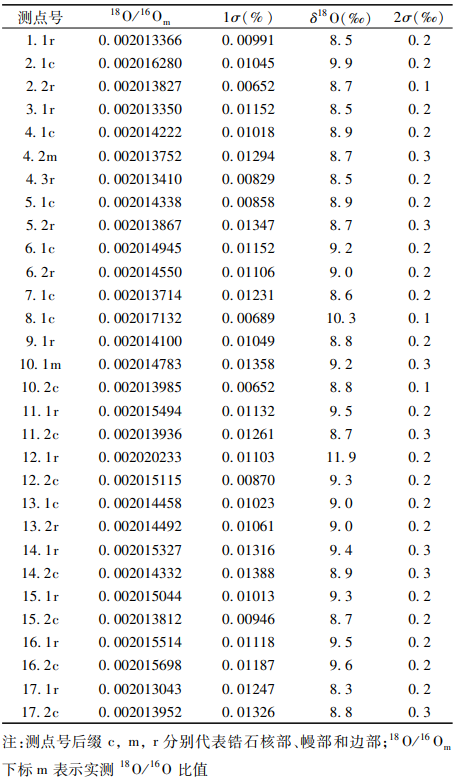 测点号 ¹⁸O/¹⁶Oₘ 1σ(%) δ¹⁸O(‰) 2σ(‰)
1.1r 0.002013366 0.00991 8.5 0.2
2.1c 0.002016280 0.01045 9.9 0.2
2.2r 0.002013827 0.00652 8.7 0.1
3.1r 0.002013350 0.01152 8.5 0.2
4.1c 0.002014222 0.01018 8.9 0.2
4.2m 0.002013752 0.01294 8.7 0.3
4.3r 0.002013410 0.00829 8.5 0.2
5.1c 0.002014338 0.00858 8.9 0.2
5.2r 0.002013867 0.01347 8.7 0.3
6.1c 0.002014945 0.01152 9.2 0.2
6.2r 0.002014550 0.01106 9.0 0.2
7.1c 0.002013714 0.01231 8.6 0.2
8.1c 0.002017132 0.00689 10.3 0.1
9.1r 0.002014100 0.01049 8.8 0.2
10.1m 0.002014783 0.01358 9.2 0.3
10.2c 0.002013985 0.00652 8.8 0.1
11.1r 0.002015494 0.01132 9.5 0.2
11.2c 0.002013936 0.01261 8.7 0.3
12.1r 0.002020233 0.01103 11.9 0.2
12.2c 0.002015115 0.00870 9.3 0.2
13.1c 0.002014458 0.01023 9.0 0.2
13.2r 0.002014492 0.01061 9.0 0.2
14.1r 0.002015327 0.01316 9.4 0.3
14.2c 0.002014332 0.01388 8.9 0.3
15.1r 0.002015044 0.01013 9.3 0.2
15.2c 0.002013812 0.00946 8.7 0.2
16.1r 0.002015514 0.01118 9.5 0.2
16.2c 0.002015698 0.01187 9.6 0.2
17.1r 0.002013043 0.01247 8.3 0.2
17.2c 0.002013952 0.01326 8.8 0.3
注:测点号后缀 c, m, r 分别代表锆石核部、幔部和边部;¹⁸O/¹⁶Oₘ
下标 m 表示实测 ¹⁸O/¹⁶O 比值